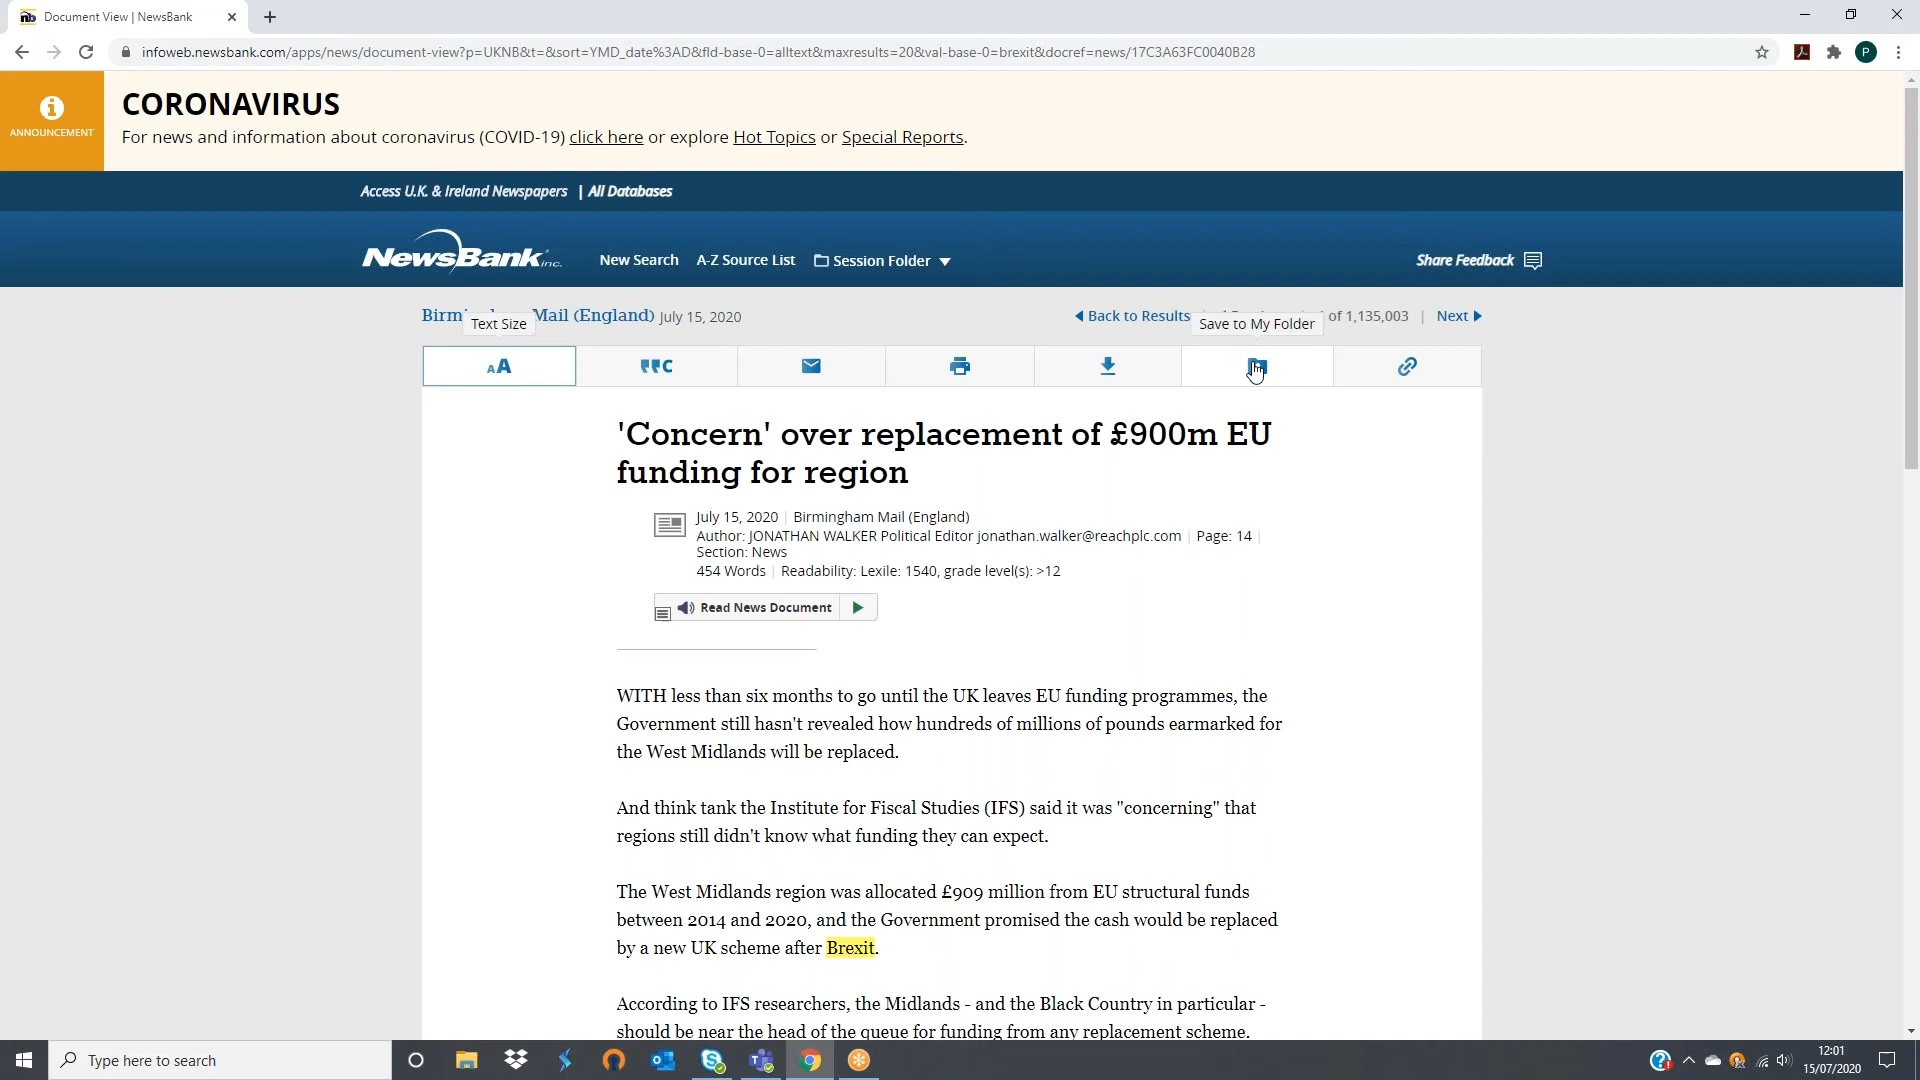 Document View | NewsBank
infoweb.newsbank.com/apps/news/document-view?p=UKNB&t=&sort=YMD_date%3AD&fld-base-0=alltext&maxresults=20&val-base-0=brexit&docref=news/17C3A63FC0040B28
P
ANNOUNCEMENT
CORONAVIRUS
For news and information about coronavirus (COVID-19) click here or explore Hot Topics or Special Reports.
Access U.K. & Ireland Newspapers | All Databases
NewsBank inc. New Search A-Z Source List Session Folder Share Feedback
Mail (England) July 15, 2020 Back to Results of 1,135,003 | Next
Text Size Save to My Folder
AA C
'Concern' over replacement of £900m EU
funding for region
July 15, 2020 | Birmingham Mail (England)
Author: JONATHAN WALKER Political Editor jonathan.walker@reachplc.com | Page: 14 |
Section: News
454 Words | Readability: Lexile: 1540, grade level(s): >12
Read News Document
WITH less than six months to go until the UK leaves EU funding programmes, the
Government still hasn't revealed how hundreds of millions of pounds earmarked for
the West Midlands will be replaced.
And think tank the Institute for Fiscal Studies (IFS) said it was "concerning" that
regions still didn't know what funding they can expect.
The West Midlands region was allocated £909 million from EU structural funds
between 2014 and 2020, and the Government promised the cash would be replaced
by a new UK scheme after Brexit.
According to IFS researchers, the Midlands - and the Black Country in particular -
should be near the head of the queue for funding from any replacement scheme.
Type here to search
12:01
15/07/2020